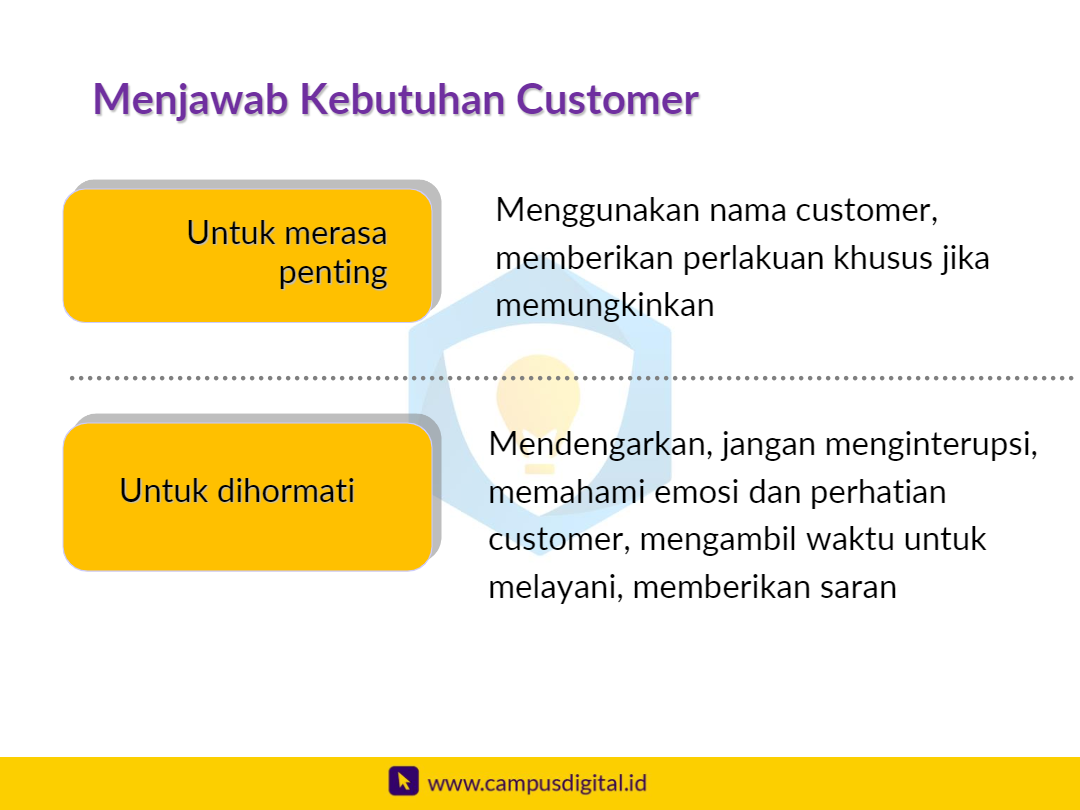 Menjawab Kebutuhan Customer
Untuk merasa
penting
Menggunakan nama customer,
memberikan perlakuan khusus jika
memungkinkan
Untuk dihormati
Mendengarkan, jangan menginterupsi,
memahami emosi dan perhatian
customer, mengambil waktu untuk
melayani, memberikan saran
www.campusdigital.id